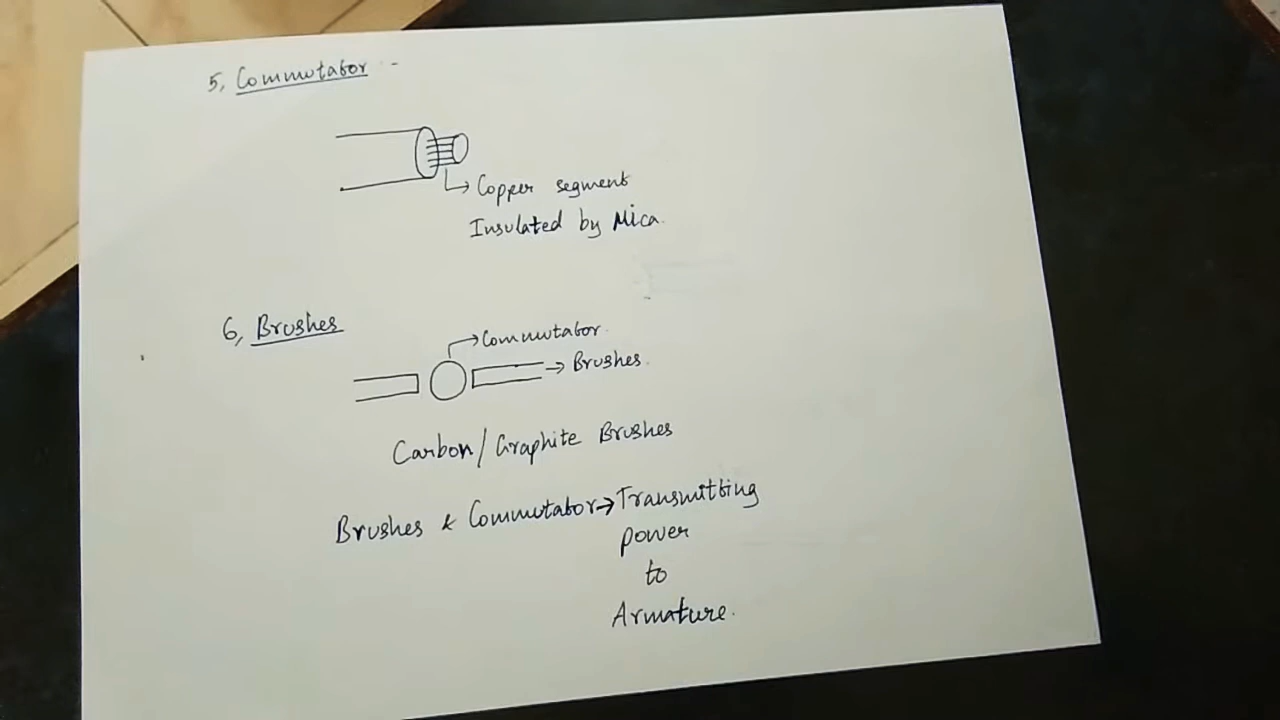 5, Commutator :-
Copper segment
Insulated by Mica.
6, Brushes
Commutator.
Brushes.
Carbon/Graphite Brushes
Brushes & Commutator→Transmitting
power
to
Armature.